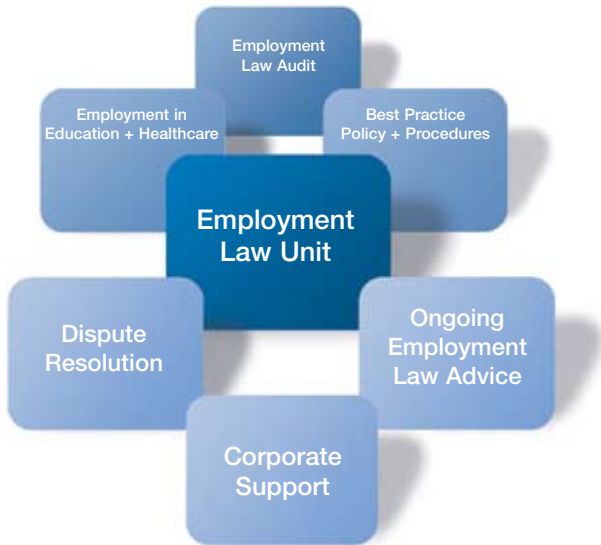 Employment
Law Audit
Employment in
Education + Healthcare
Best Practice
Policy + Procedures
Employment
Law Unit
Dispute
Resolution
Ongoing
Employment
Law Advice
Corporate
Support